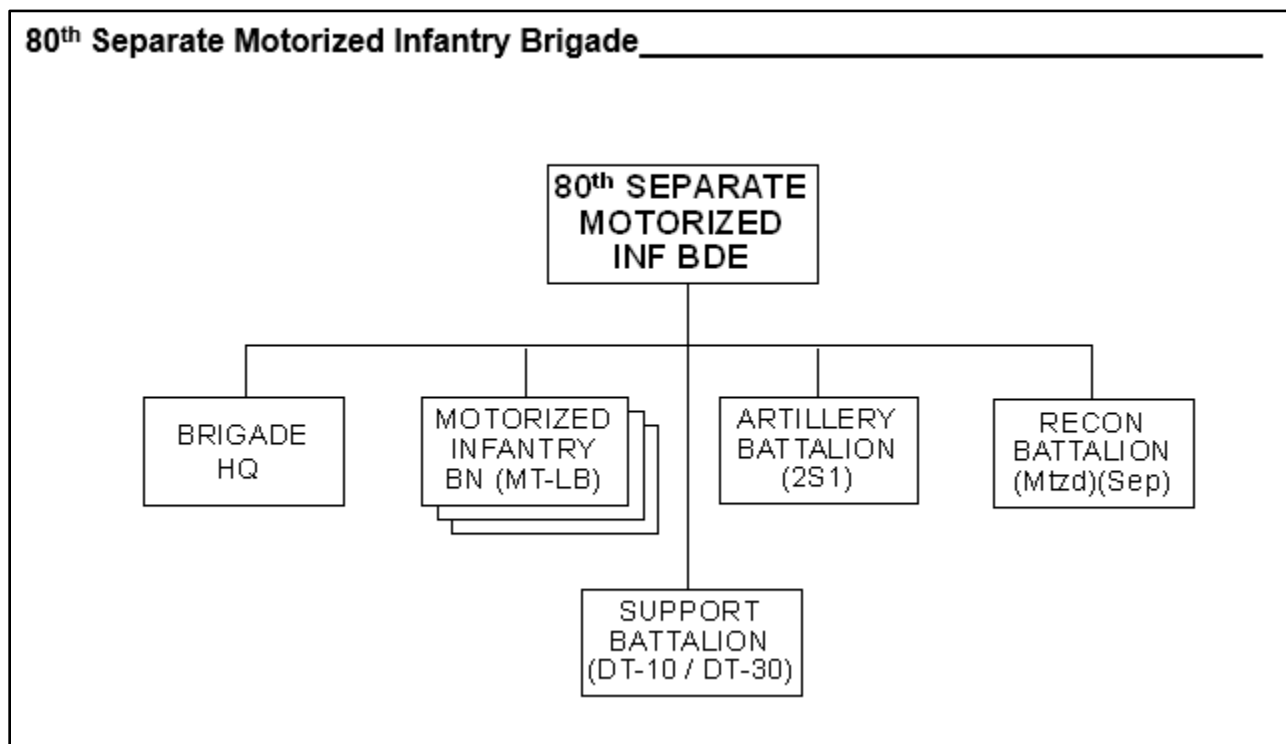 80th Separate Motorized Infantry Brigade
80th SEPARATE
MOTORIZED
INF BDE
BRIGADE
HQ
MOTORIZED
INFANTRY
BN (MT-LB)
ARTILLERY
BATTALION
(2S1)
RECON
BATTALION
(Mtzd)(Sep)
SUPPORT
BATTALION
(DT-10 / DT-30)